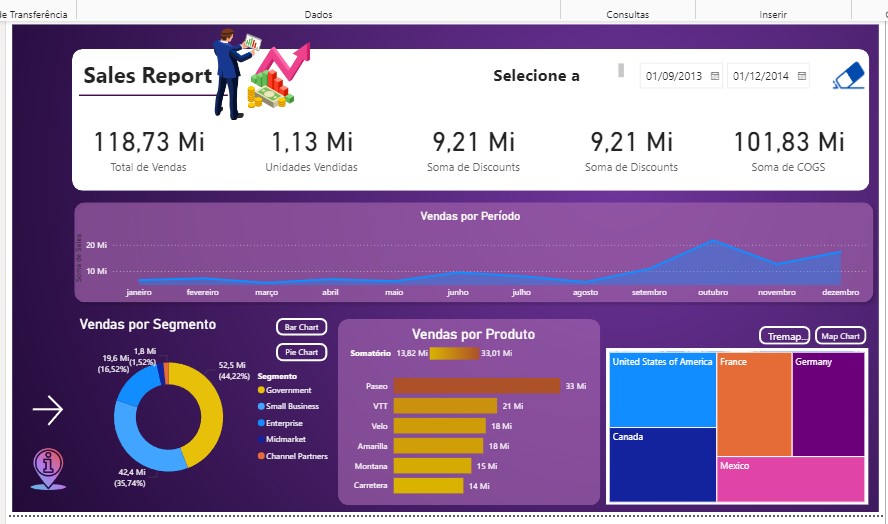 de Transferência
Dados
Consultas
Inserir
Sales Report
Selecione a
01/09/2013
01/12/2014
118,73 Mi
1,13 Mi
9,21 Mi
9,21 Mi
101,83 Mi
Total de Vendas
Unidades Vendidas
Soma de Discounts
Soma de Discounts
Soma de COGS
Vendas por Período
Soma de Sales
20 Mi
10 Mi
janeiro
fevereiro
março
abril
maio
junho
julho
agosto
setembro
outubro
novembro
dezembro
Vendas por Segmento
Bar Chart
Pie Chart
1,8 Mi
(1,52%)
19,6 Mi
(16,52%)
52,5 Mi
(44,22%)
42,4 Mi
(35,74%)
Segmento
Government
Small Business
Enterprise
Midmarket
Channel Partners
Vendas por Produto
Somatório 13,82 Mi 33,01 Mi
Paseo 33 Mi
VTT 21 Mi
Velo 18 Mi
Amarilla 18 Mi
Montana 15 Mi
Carretera 14 Mi
Tremap...
Map Chart
United States of America
France
Germany
Canada
Mexico